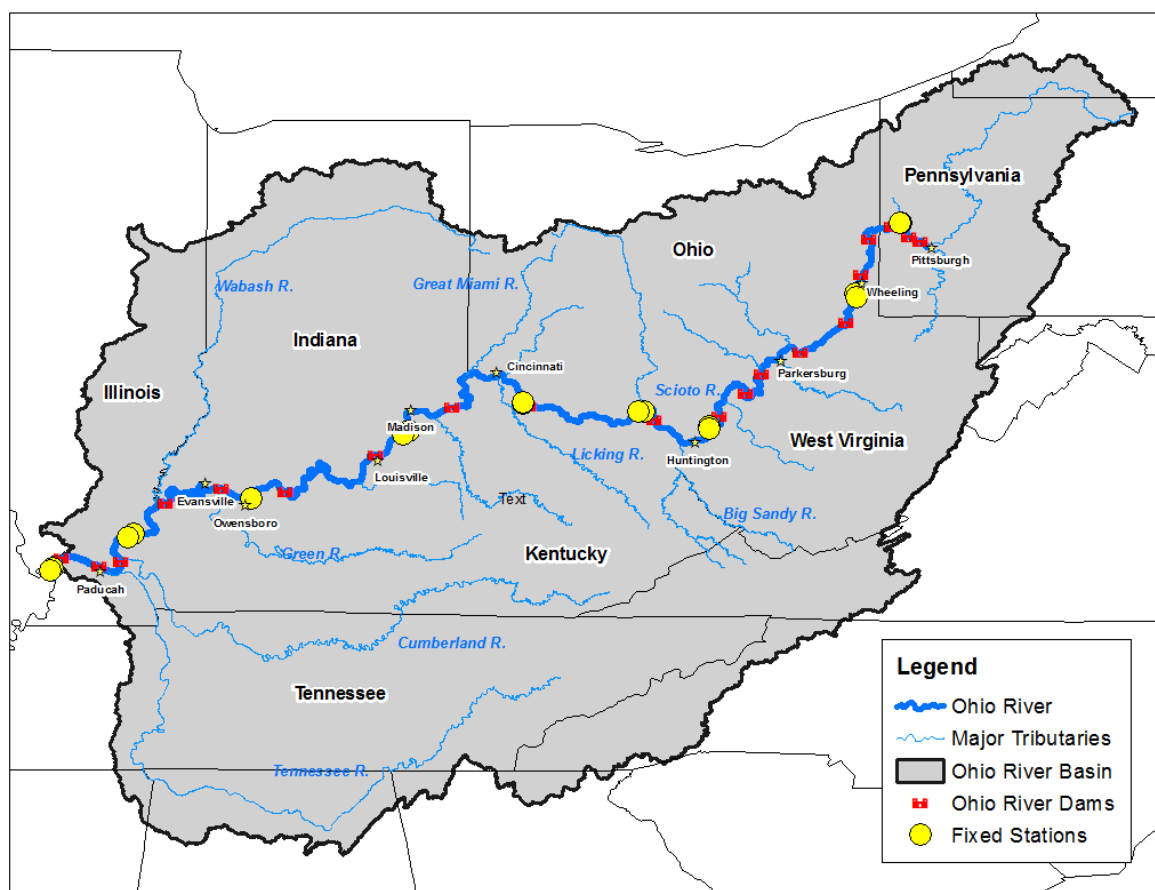 Pennsylvania
Ohio
Pittsburgh
Wabash R.
Great Miami R.
Wheeling
Indiana
Cincinnati
Parkersburg
Illinois
Scioto R.
Madison
West Virginia
Licking R.
Huntington
Louisville
Text
Evansville
Owensboro
Big Sandy R.
Green R.
Kentucky
Paducah
Cumberland R.
Tennessee
Tennessee R.
Legend
Ohio River
Major Tributaries
Ohio River Basin
Ohio River Dams
Fixed Stations